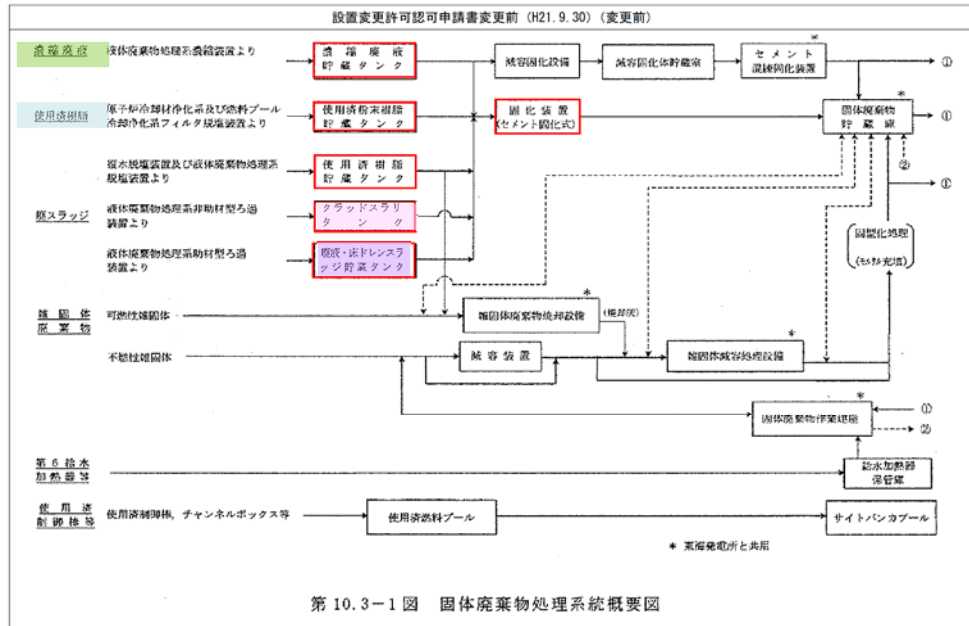 設置変更許可認可申請書変更前 (H21.9.30) (変更前)
濃縮廃液
液体廃棄物処理系濃縮装置より
濃縮廃液
貯蔵タンク
減容固化設備
減容固化体貯蔵室
*
セメント
混練固化装置
①
使用済樹脂
原子炉冷却材浄化系及び燃料プール
冷却浄化系フィルタ脱塩装置より
使用済粉末樹脂
貯蔵タンク
固化装置
(セメント固化式)
*
固体廃棄物
貯蔵庫
①
②
復水脱塩装置及び液体廃棄物処理系
脱塩装置より
使用済樹脂
貯蔵タンク
①
廃スラッジ
液体廃棄物処理系非助材型ろ過
装置より
クラッドスラリ
タンク
液体廃棄物処理系助材型ろ過
装置より
廃液・床ドレンスラ
ッジ貯蔵タンク
固型化処理
(モルタル充填)
雑固体
廃棄物
可燃性雑固体
*
雑固体廃棄物焼却設備
(焼却灰)
不燃性雑固体
減容装置
*
雑固体減容処理設備
*
固体廃棄物作業建屋
①
②
第6給水
加熱器等
給水加熱器
保管庫
使用済
制御棒等
使用済制御棒，チャンネルボックス等
使用済燃料プール
サイトバンカプール
* 東海発電所と共用
第10.3－1図 固体廃棄物処理系統概要図